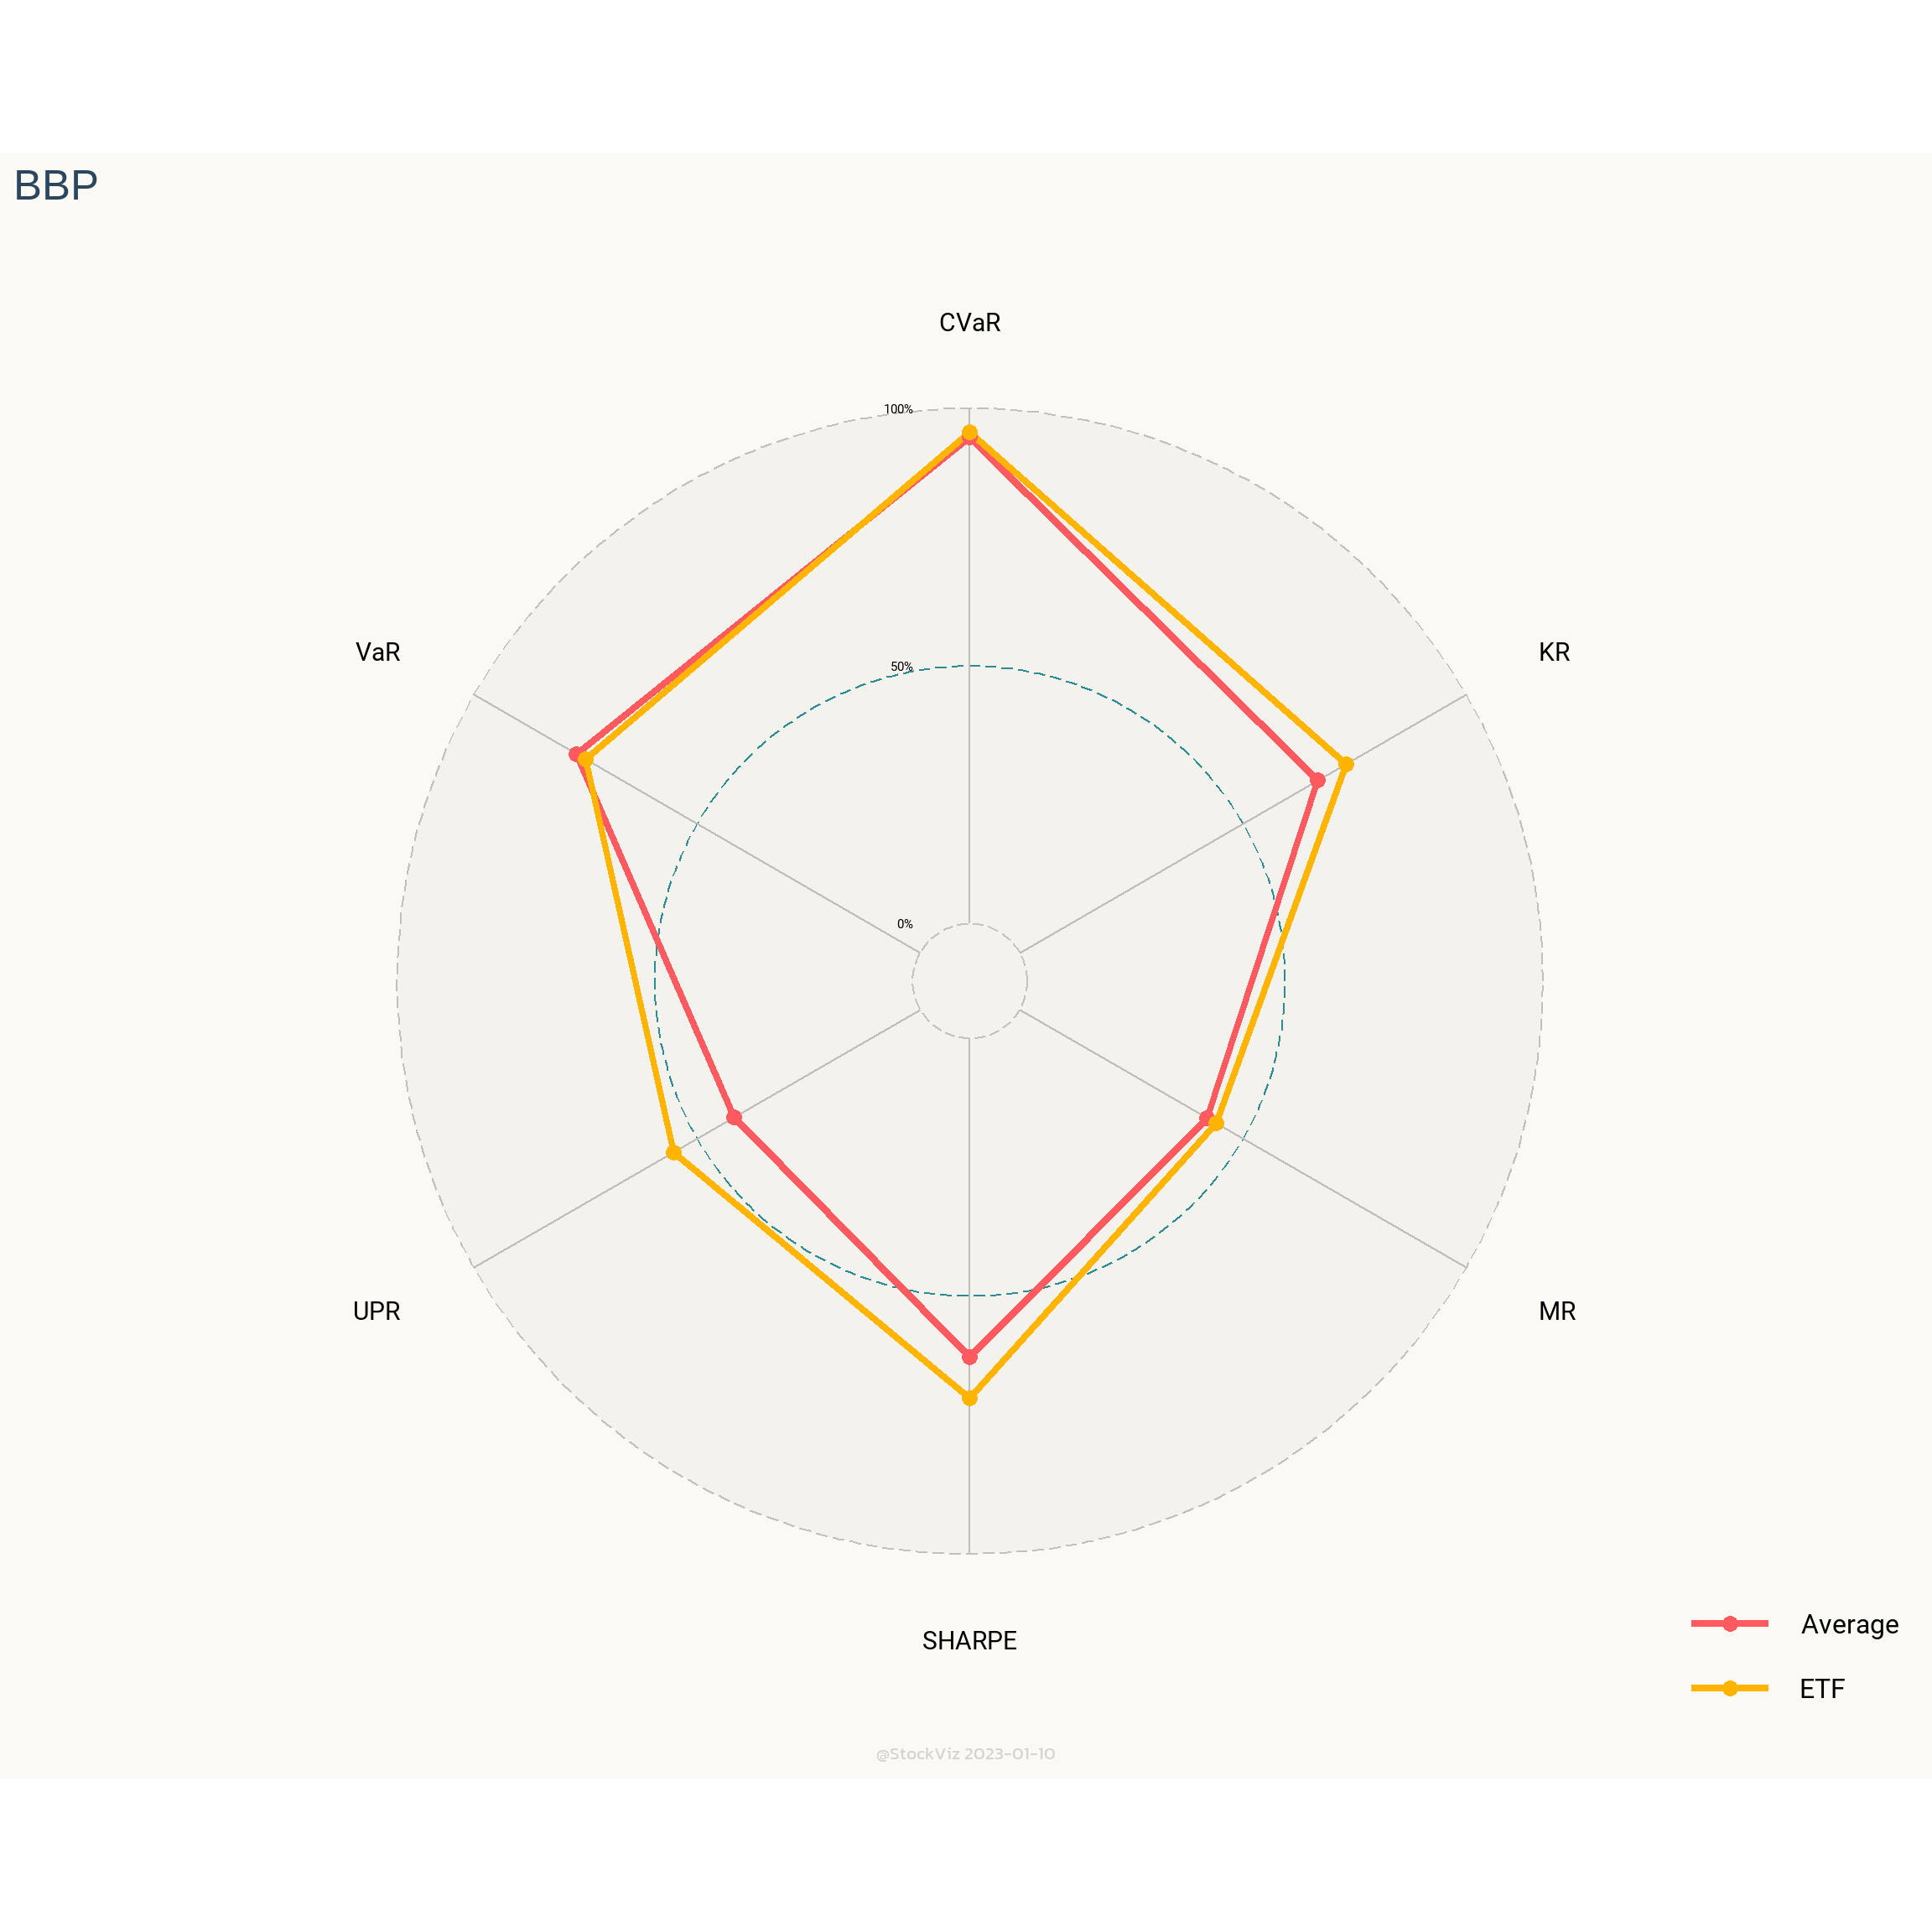 BBP
CVaR
100%
KR
VaR
50%
0%
UPR
MR
SHARPE
Average
ETF
@StockViz 2023-01-10